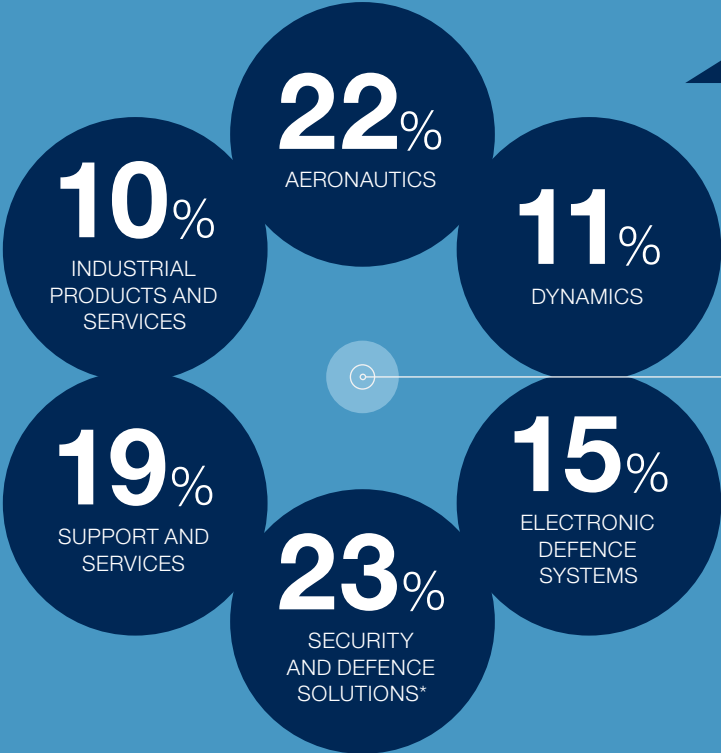 22%
AERONAUTICS
11%
DYNAMICS
15%
ELECTRONIC
DEFENCE
SYSTEMS
23%
SECURITY
AND DEFENCE
SOLUTIONS*
19%
SUPPORT AND
SERVICES
10%
INDUSTRIAL
PRODUCTS AND
SERVICES